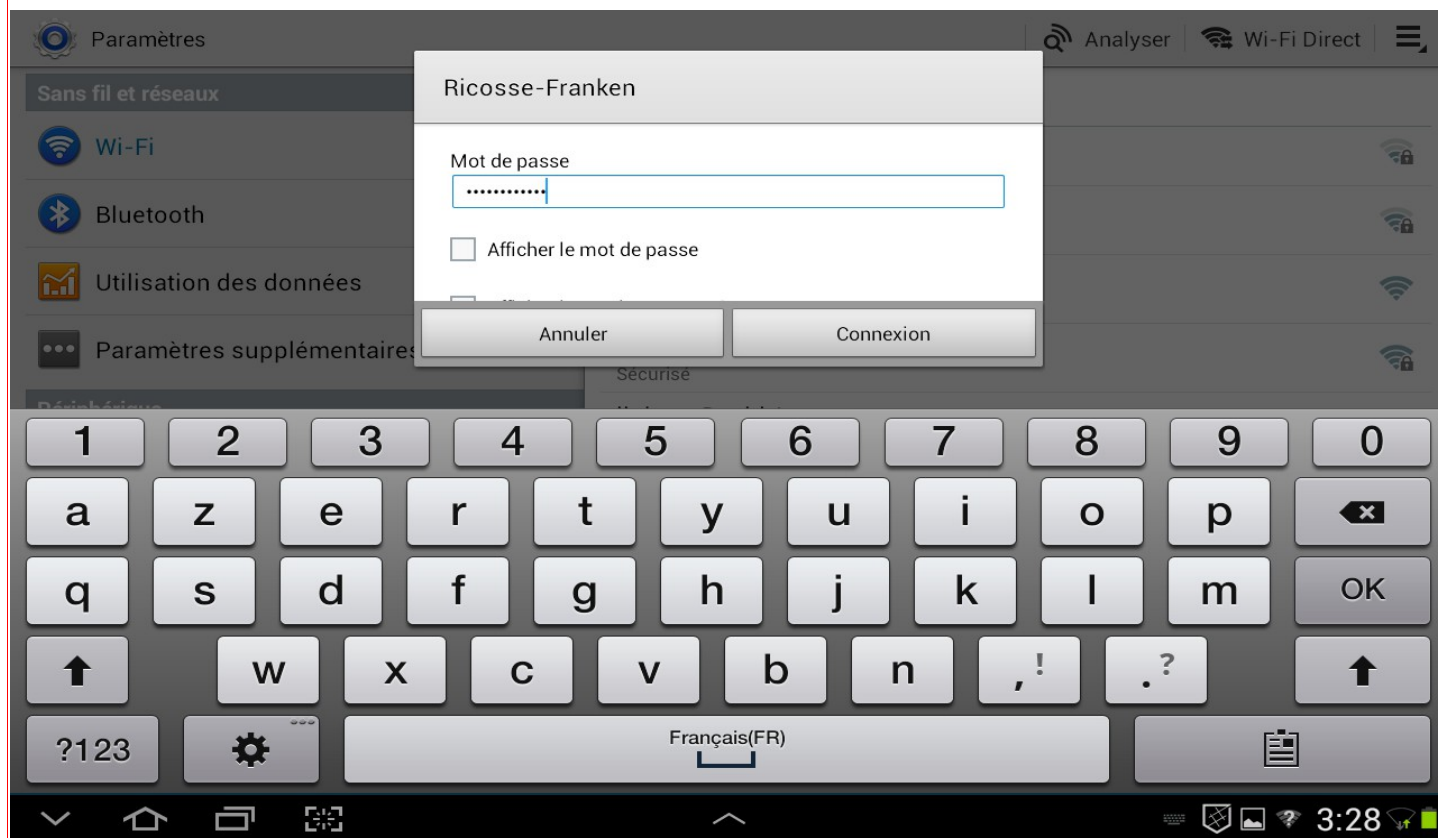 Paramètres
Analyser
Wi-Fi Direct
Ricosse-Franken
Sans fil et réseaux
Wi-Fi
Mot de passe
••••••••••••
Bluetooth
Afficher le mot de passe
Utilisation des données
Annuler
Connexion
Paramètres supplémentaires
Sécurisé
Périphérique
1 2 3 4 5 6 7 8 9 0
a z e r t y u i o p
q s d f g h j k l m OK
w x c v b n , ! . ?
?123
Français(FR)
3:28